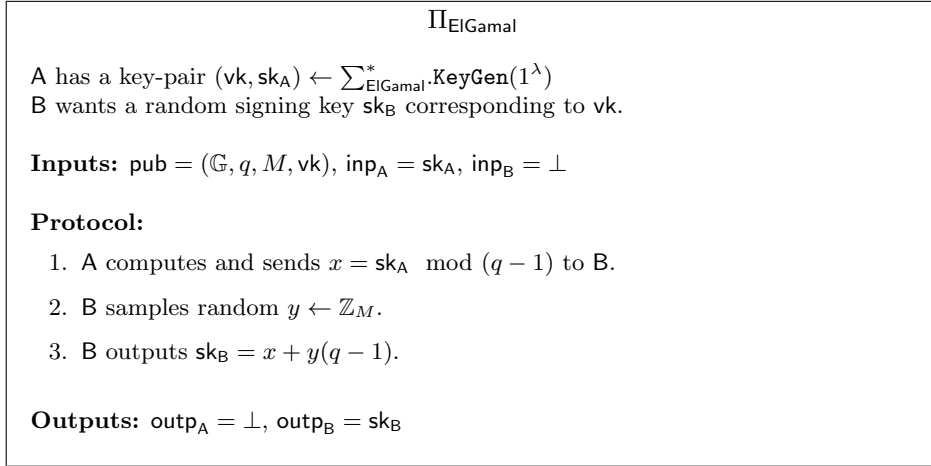 Π_ElGamal
A has a key-pair (vk, sk_A) ← ∑*_ElGamal.KeyGen(1^λ)
B wants a random signing key sk_B corresponding to vk.
Inputs: pub = (𝔾, q, M, vk), inp_A = sk_A, inp_B = ⊥
Protocol:
1. A computes and sends x = sk_A mod (q − 1) to B.
2. B samples random y ← ℤ_M.
3. B outputs sk_B = x + y(q − 1).
Outputs: outp_A = ⊥, outp_B = sk_B